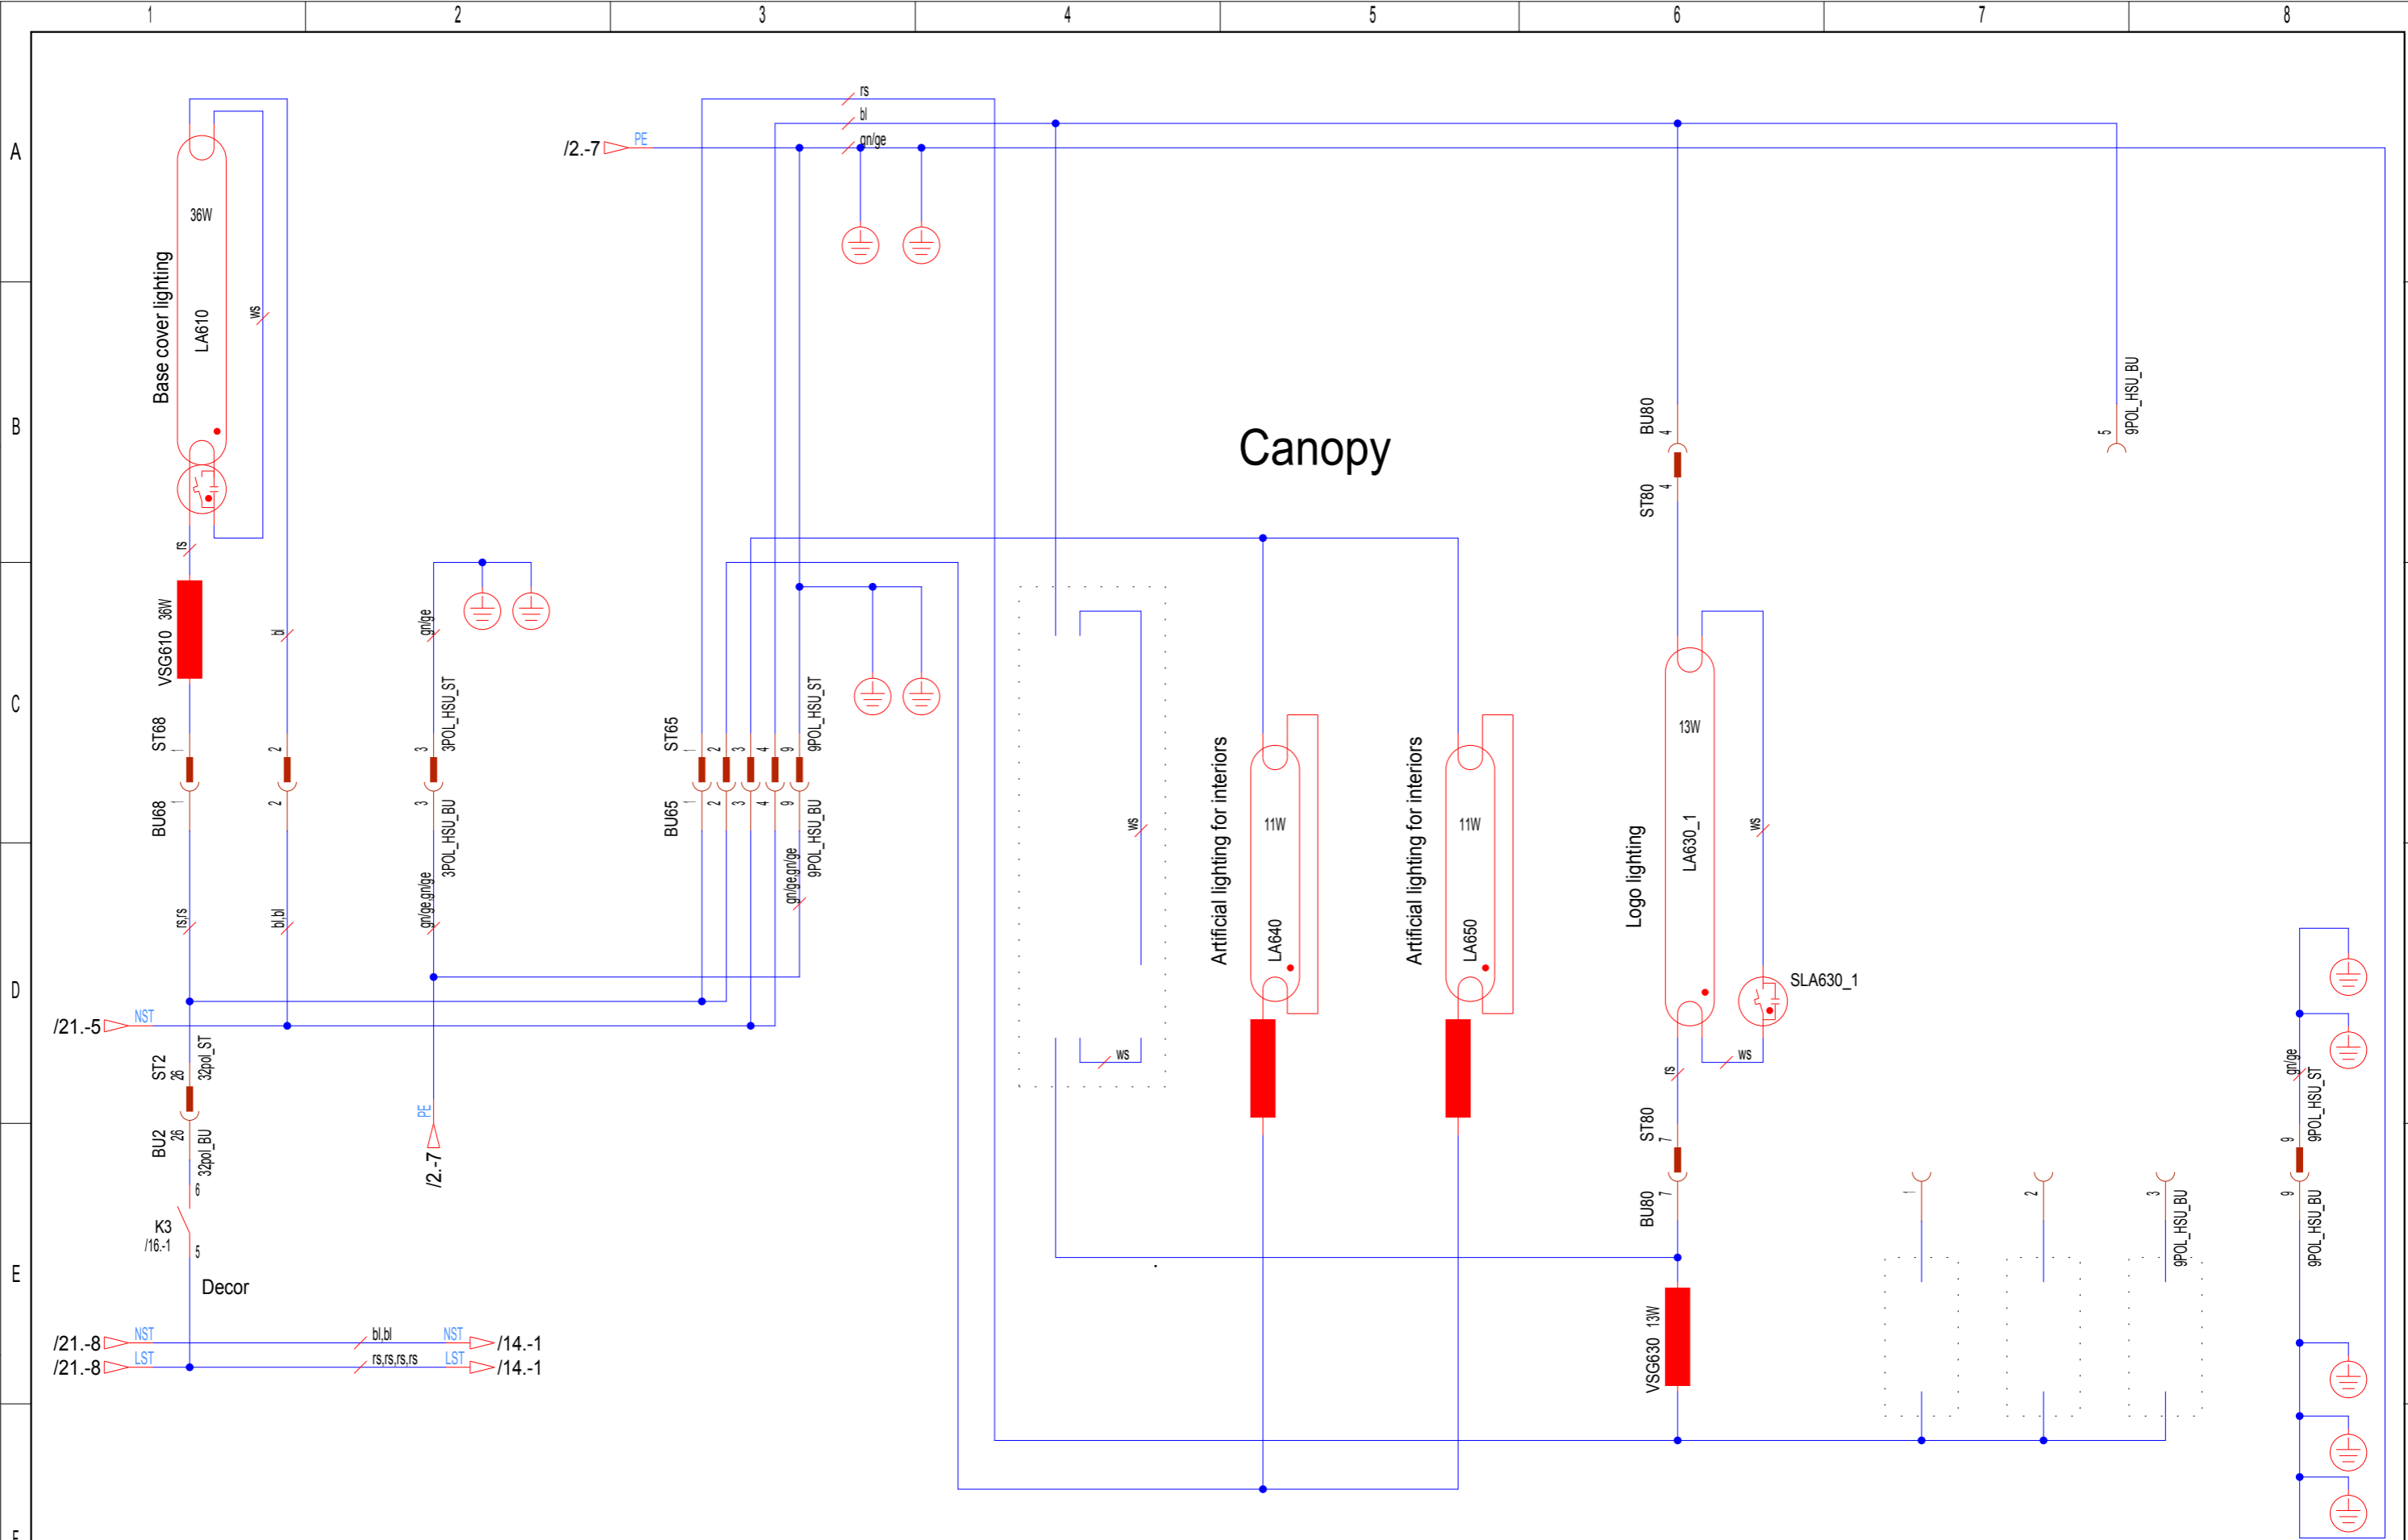 1 2 3 4 5 6 7 8
A
B
C
D
E
F
rs
bl
gn/ge
/2.-7 PE
36W
LA610
Base cover lighting
ws
rs
VSG610 36W
bl
ST68
1
2
BU68
1
2
rs,rs
bl,bl
gn/ge
3
3POL_HSU_ST
3
3POL_HSU_BU
gn/ge,gn/ge
ST65
1
2
3
4
9
9POL_HSU_ST
BU65
1
2
3
4
9
9POL_HSU_BU
gn/ge,gn/ge
/21.-5 NST
ST2
26
32pol_ST
BU2
26
32pol_BU
6
K3
/16.-1
5
Decor
PE
/2.-7
/21.-8 NST bl,bl NST /14.-1
/21.-8 LST rs,rs,rs,rs LST /14.-1
Canopy
ws
ws
Artificial lighting for interiors
11W
LA640
Artificial lighting for interiors
11W
LA650
BU80
4
ST80
4
Logo lighting
13W
LA630_1
ws
SLA630_1
ws
rs
ST80
7
BU80
7
VSG630 13W
5
9POL_HSU_BU
1
2
3
9POL_HSU_BU
gn/ge
9
9POL_HSU_ST
9
9POL_HSU_BU